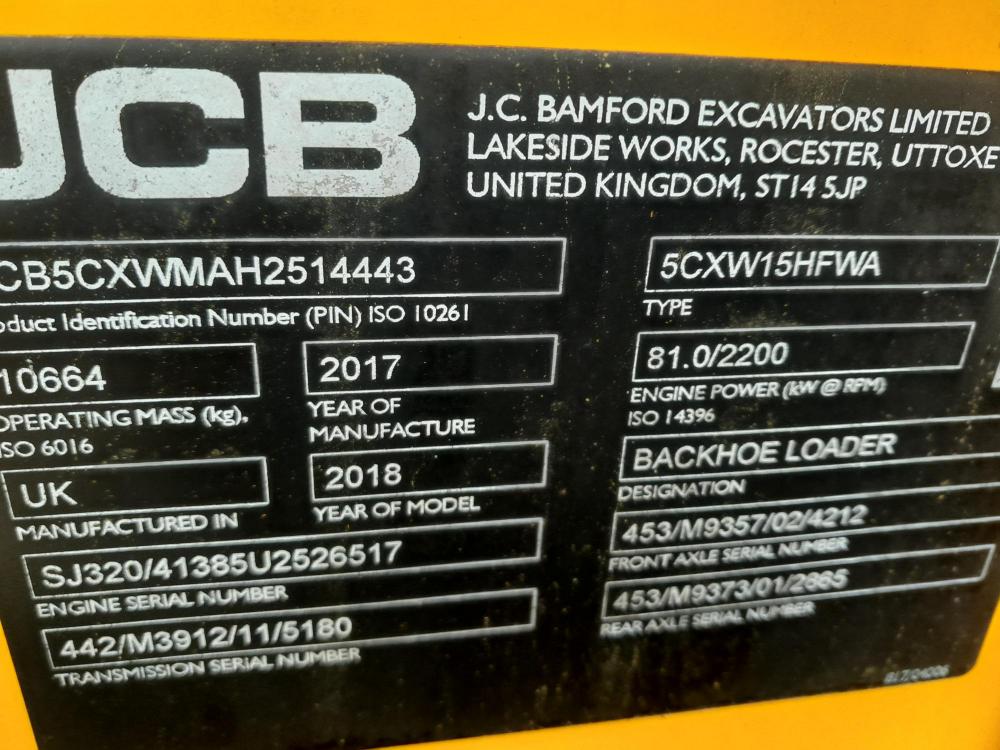 JCB
J.C. BAMFORD EXCAVATORS LIMITED
LAKESIDE WORKS, ROCESTER, UTTOXE
UNITED KINGDOM, ST14 5JP
CB5CXWMAH2514443
oduct Identification Number (PIN) ISO 10261
5CXW15HFWA
TYPE
10664
OPERATING MASS (kg).
ISO 6016
2017
YEAR OF
MANUFACTURE
81.0/2200
ENGINE POWER (kW @ RPM)
ISO 14396
UK
MANUFACTURED IN
2018
YEAR OF MODEL
BACKHOE LOADER
DESIGNATION
SJ320/41385U2526517
ENGINE SERIAL NUMBER
453/M9357/02/4212
FRONT AXLE SERIAL NUMBER
442/M3912/11/5180
TRANSMISSION SERIAL NUMBER
453/M9373/01/2865
REAR AXLE SERIAL NUMBER